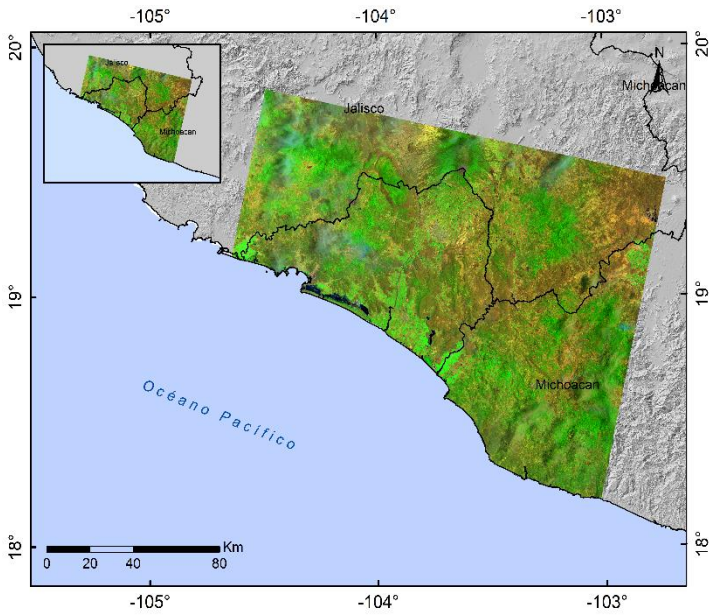 -105°
-104°
-103°
20°
20°
Jalisco
Michoacan
N
Michoacan
Jalisco
19°
19°
Michoacan
Océano Pacífico
18°
18°
Km
0 20 40 80
-105°
-104°
-103°